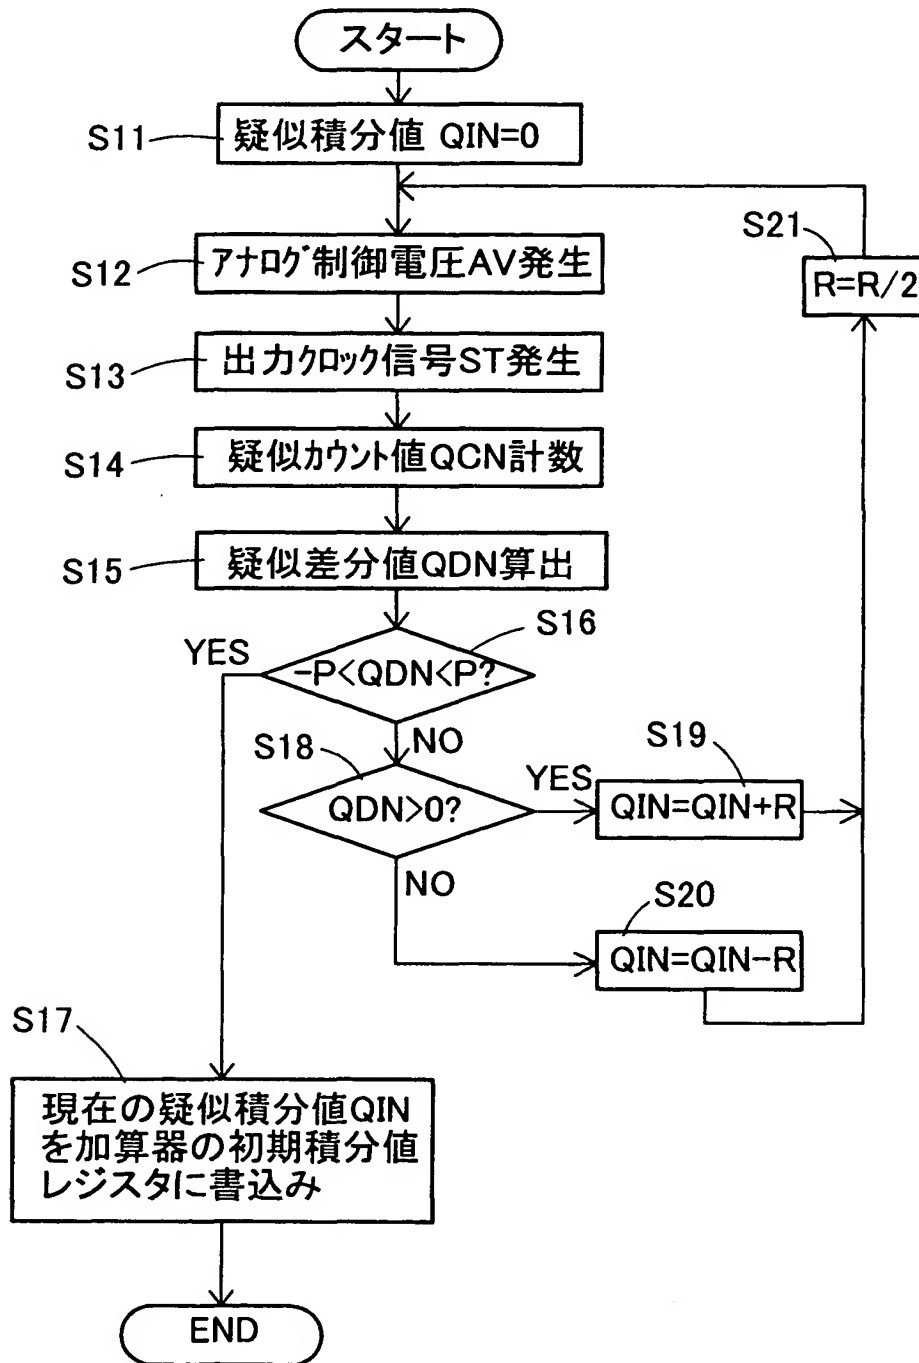 スタート
S11
疑似積分値 QIN=0
S21
R=R/2
S12
アナログ制御電圧AV発生
S13
出力クロック信号ST発生
S14
疑似カウント値QCN計数
S15
疑似差分値QDN算出
S16
YES
-P<QDN<P?
NO
S18
QDN>0?
YES
S19
QIN=QIN+R
NO
S20
QIN=QIN-R
S17
現在の疑似積分値QIN
を加算器の初期積分値
レジスタに書込み
END